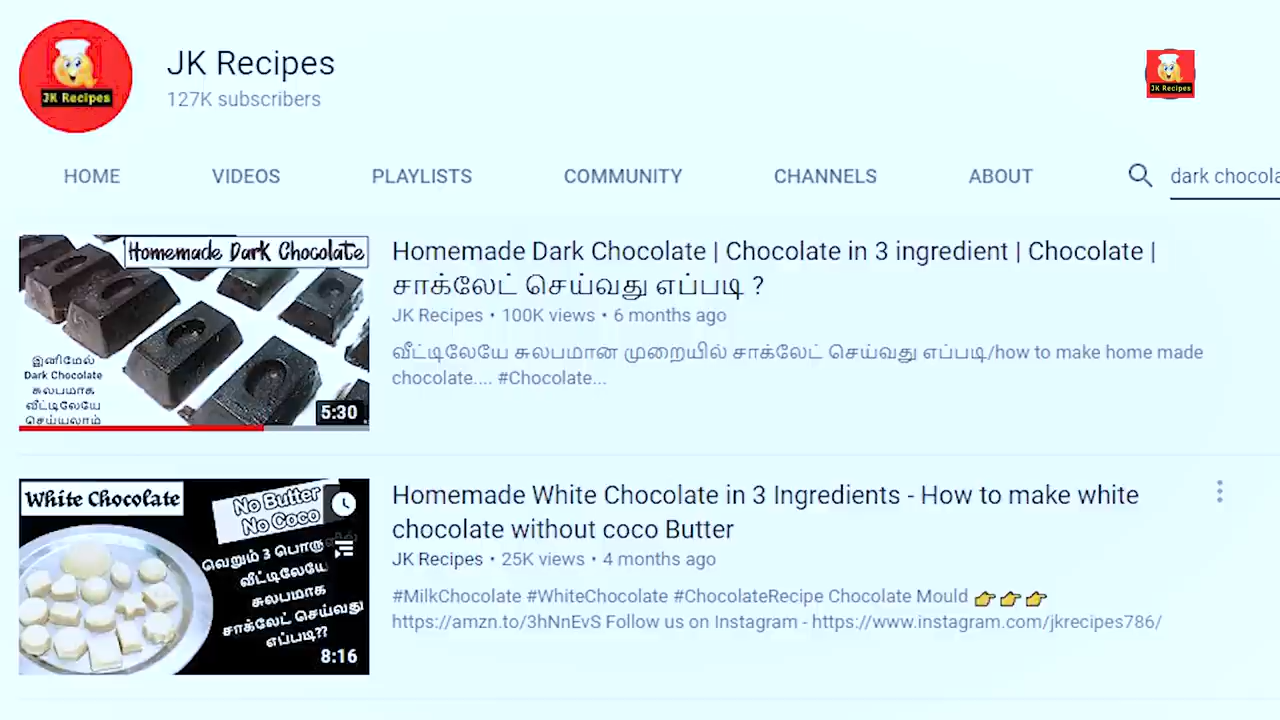 JK Recipes
127K subscribers
JK Recipes
JK Recipes
HOME
VIDEOS
PLAYLISTS
COMMUNITY
CHANNELS
ABOUT
dark chocola
Homemade Dark Chocolate
இனிமேல்
Dark Chocolate
சுலபமாக
வீட்டிலேயே
செய்யலாம்
5:30
Homemade Dark Chocolate | Chocolate in 3 ingredient | Chocolate |
சாக்லேட் செய்வது எப்படி ?
JK Recipes • 100K views • 6 months ago
வீட்டிலேயே சுலபமான முறையில் சாக்லேட் செய்வது எப்படி/how to make home made
chocolate.... #Chocolate...
White Chocolate
No Butter
No Coco
வெறும் 3 பொருளில்
வீட்டிலேயே
சுலபமாக
சாக்லேட் செய்வது
எப்படி??
8:16
Homemade White Chocolate in 3 Ingredients - How to make white
chocolate without coco Butter
JK Recipes • 25K views • 4 months ago
#MilkChocolate #WhiteChocolate #ChocolateRecipe Chocolate Mould 👉👉👉
https://amzn.to/3hNnEvS Follow us on Instagram - https://www.instagram.com/jkrecipes786/